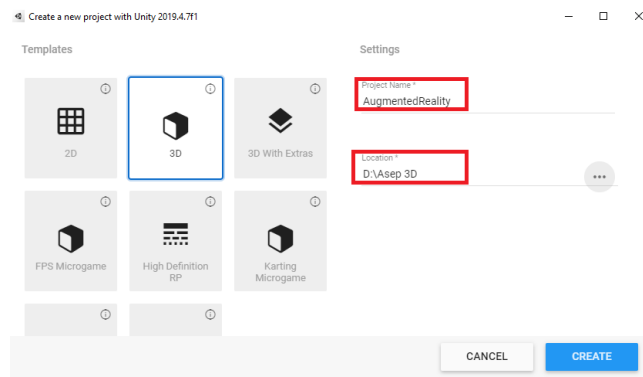 Create a new project with Unity 2019.4.7f1
Templates
Settings
2D
3D
3D With Extras
FPS Microgame
High Definition
RP
Karting
Microgame
Project Name *
AugmentedReality
Location *
D:\Asep 3D
CANCEL
CREATE